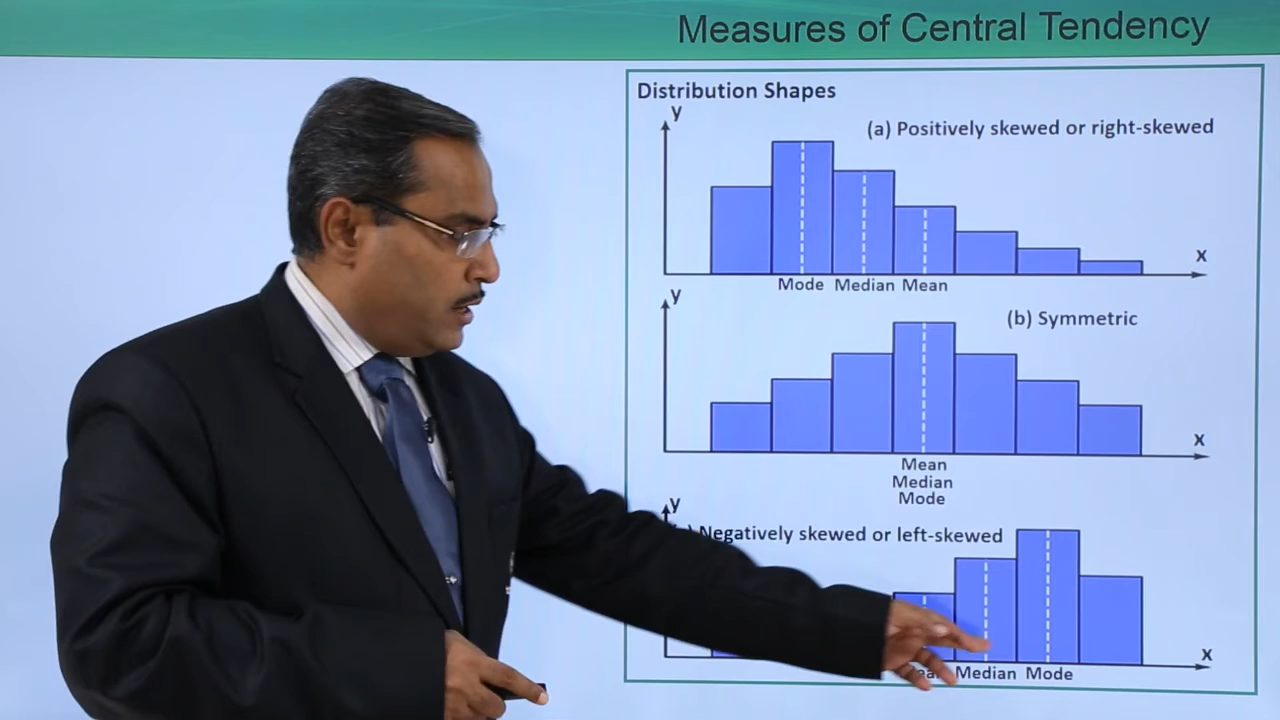 Measures of Central Tendency
Distribution Shapes
y
(a) Positively skewed or right-skewed
x
Mode Median Mean
y
(b) Symmetric
x
Mean
Median
Mode
y
Negatively skewed or left-skewed
x
Median Mode